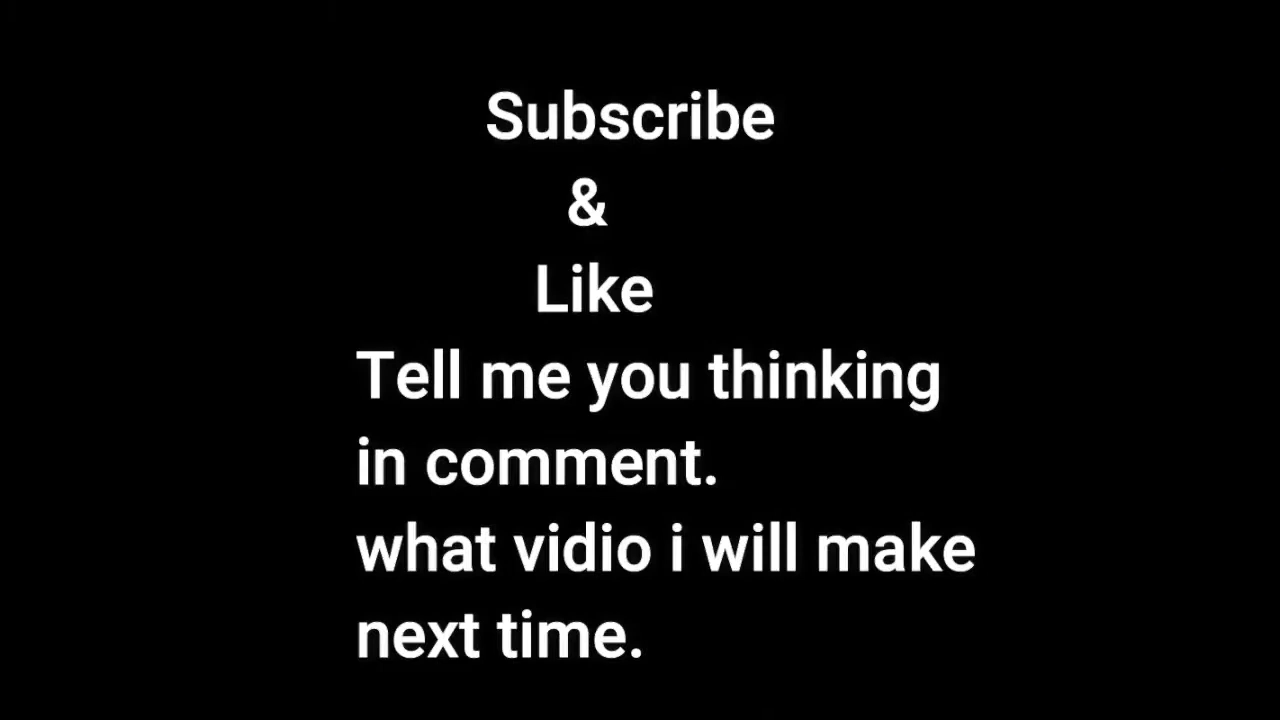 Subscribe
&
Like
Tell me you thinking
in comment.
what vidio i will make
next time.